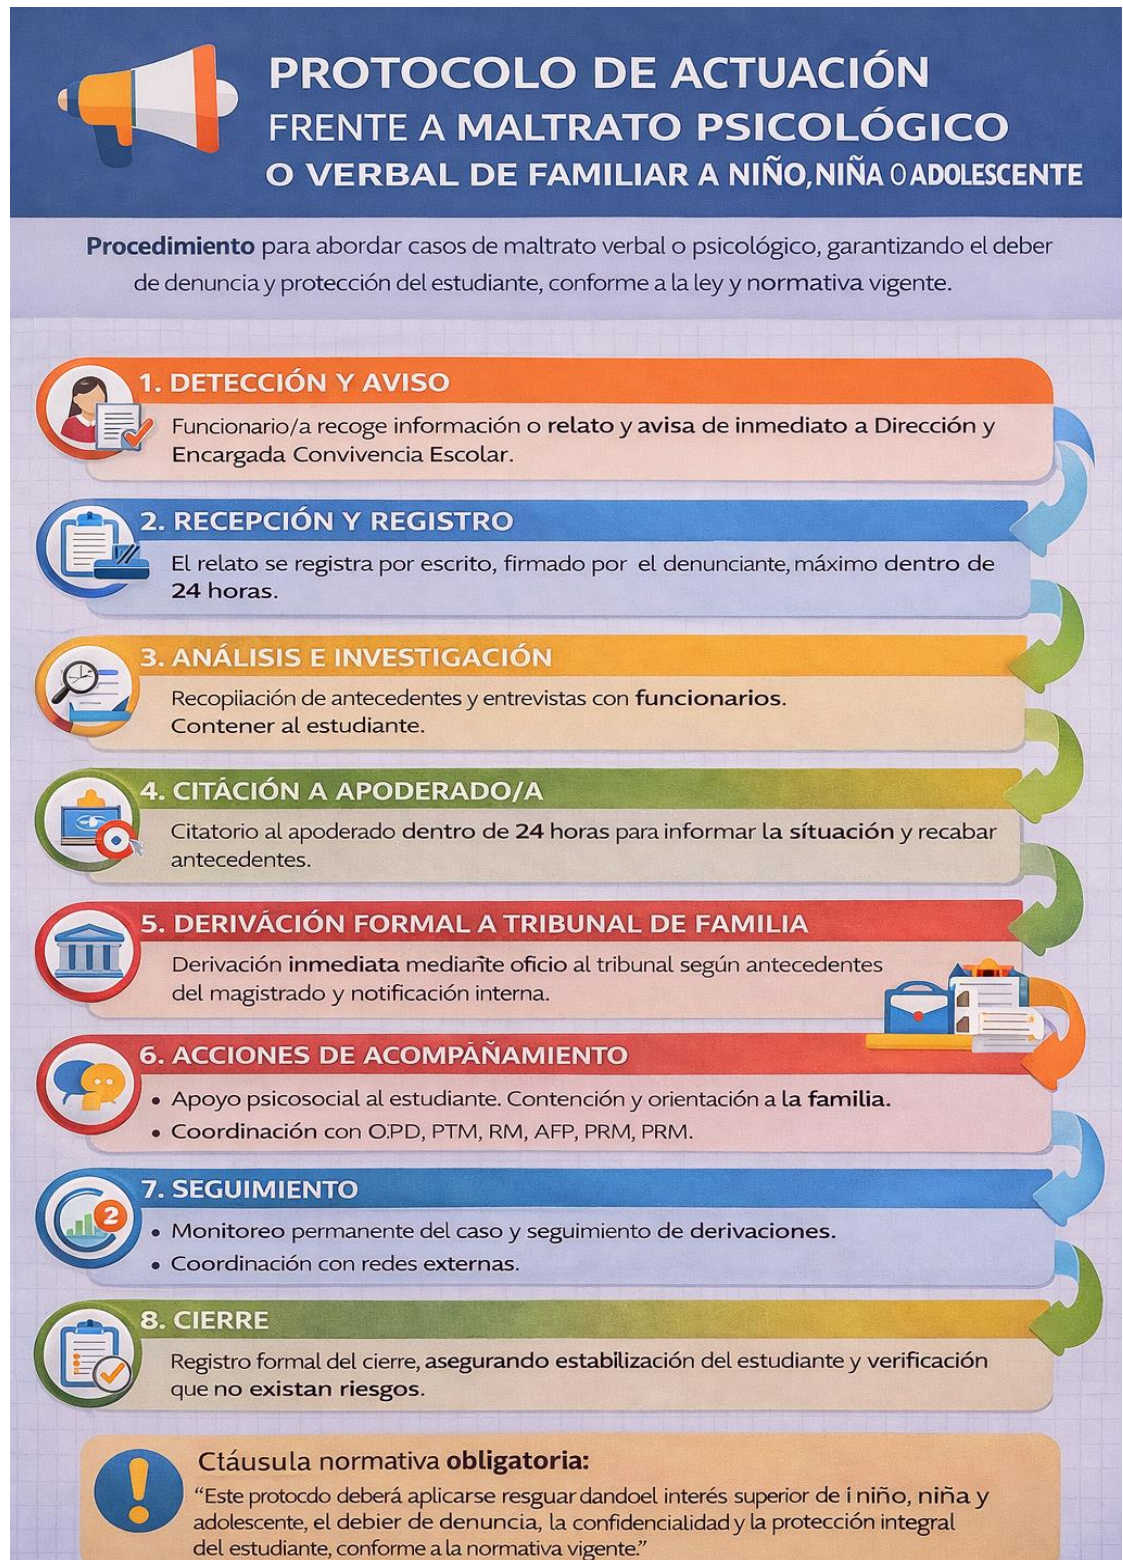 PROTOCOLO DE ACTUACIÓN
FRENTE A MALTRATO PSICOLÓGICO
O VERBAL DE FAMILIAR A NIÑO, NIÑA O ADOLESCENTE
Procedimiento para abordar casos de maltrato verbal o psicológico, garantizando el deber
de denuncia y protección del estudiante, conforme a la ley y normativa vigente.
1. DETECCIÓN Y AVISO
Funcionario/a recoge información o relato y avisa de inmediato a Dirección y
Encargada Convivencia Escolar.
2. RECEPCIÓN Y REGISTRO
El relato se registra por escrito, firmado por el denunciante, máximo dentro de
24 horas.
3. ANÁLISIS E INVESTIGACIÓN
Recopilación de antecedentes y entrevistas con funcionarios.
Contener al estudiante.
4. CITÁCIÓN A APODERADO/A
Citatorio al apoderado dentro de 24 horas para informar la sítuación y recabar
antecedentes.
5. DERIVÁCIÓN FORMAL A TRIBUNAL DE FAMILIA
Derivación inmediata mediante oficio al tribunal según antecedentes
del magistrado y notificación interna.
6. ACCIONES DE ACOMPÁÑAMIENTO
• Apoyo psicosocial al estudiante. Contención y orientación a la familia.
• Coordinación con O.PD, PTM, RM, AFP, PRM, PRM.
7. SEGUIMIENTO
2
• Monitoreo permanente del caso y seguimiento de derivaciones.
• Coordinación con redes externas.
8. CIERRE
Registro formal del cierre, asegurando estabilización del estudiante y verificación
que no existan riesgos.
Ctáusula normativa obligatoria:
“Este protocdo deberá aplicarse resguar dandoel interés superior de i niño, niña y
adolescente, el debier de denuncia, la confidencialidad y la protección integral
del estudiante, conforme a la normativa vigente.”